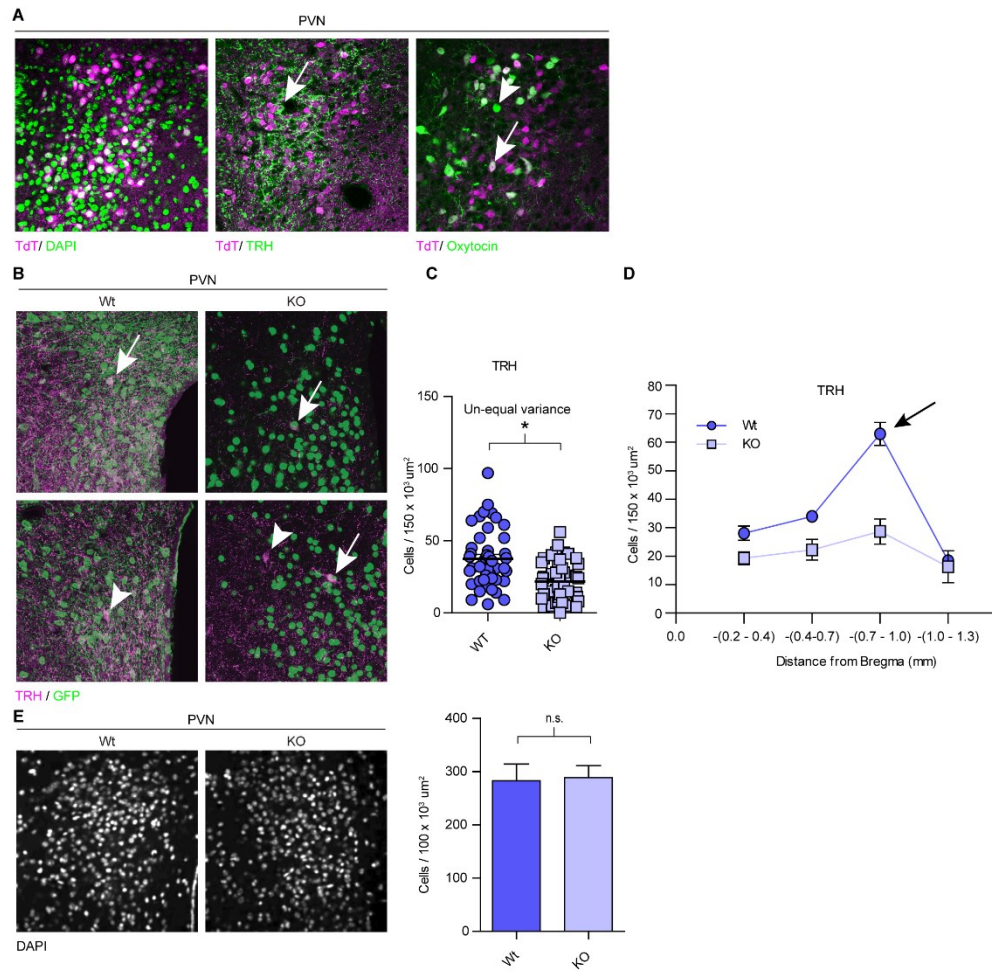 A
PVN
TdT/ DAPI
TdT/ TRH
TdT/ Oxytocin
B
PVN
Wt
KO
TRH / GFP
C
TRH
Un-equal variance
*
150
100
50
0
Cells / 150 x 10³ um²
WT
KO
D
TRH
Wt
KO
80
70
60
50
40
30
20
10
0
Cells / 150 x 10³ um²
0.0
-(0.2 - 0.4)
-(0.4-0.7)
-(0.7 - 1.0)
-(1.0 - 1.3)
Distance from Bregma (mm)
E
PVN
Wt
KO
DAPI
n.s.
400
300
200
100
0
Cells / 100 x 10³ um²
Wt
KO